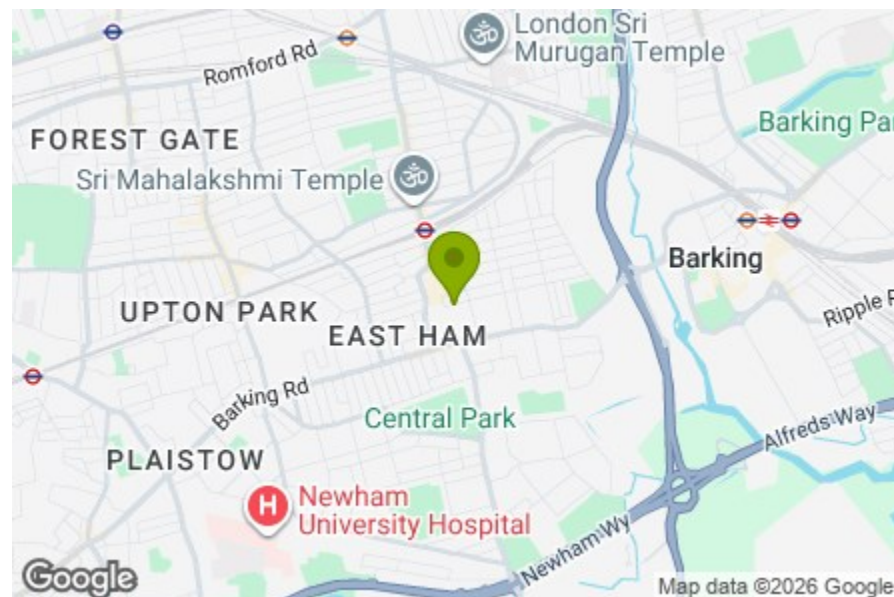 London Sri
Murugan Temple
Romford Rd
FOREST GATE
Barking Par
Sri Mahalakshmi Temple
Barking
UPTON PARK
EAST HAM
Ripple R
Barking Rd
Central Park
Alfreds Way
PLAISTOW
H
Newham
University Hospital
Newham Wy
Google
Map data ©2026 Google